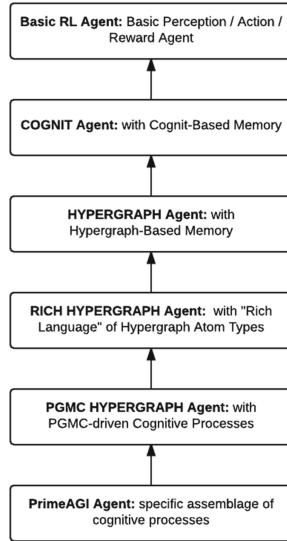 Basic RL Agent: Basic Perception / Action /
Reward Agent
COGNIT Agent: with Cognit-Based Memory
HYPERGRAPH Agent: with
Hypergraph-Based Memory
RICH HYPERGRAPH Agent: with "Rich
Language" of Hypergraph Atom Types
PGMC HYPERGRAPH Agent: with
PGMC-driven Cognitive Processes
PrimeAGI Agent: specific assemblage of
cognitive processes